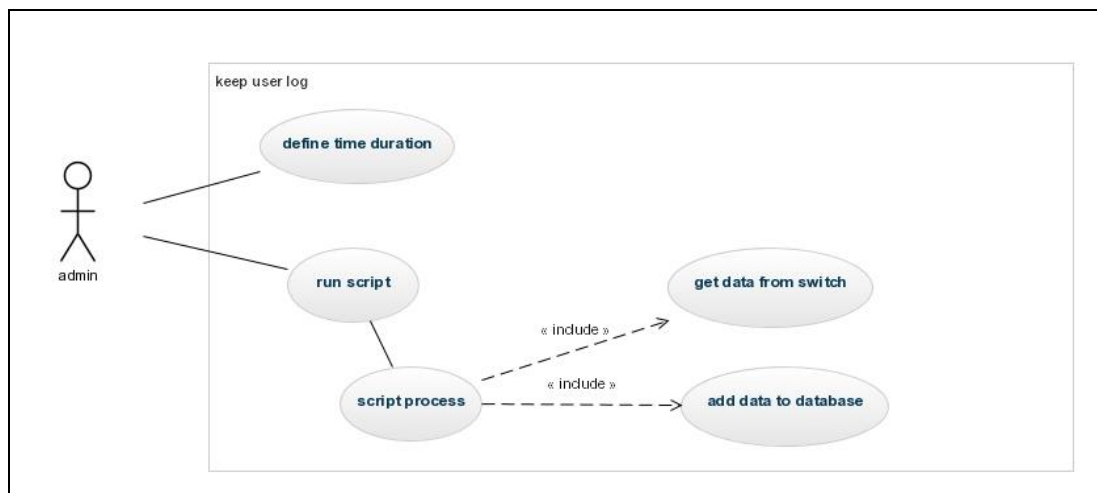 keep user log
define time duration
admin
run script
get data from switch
« include »
« include »
script process
add data to database